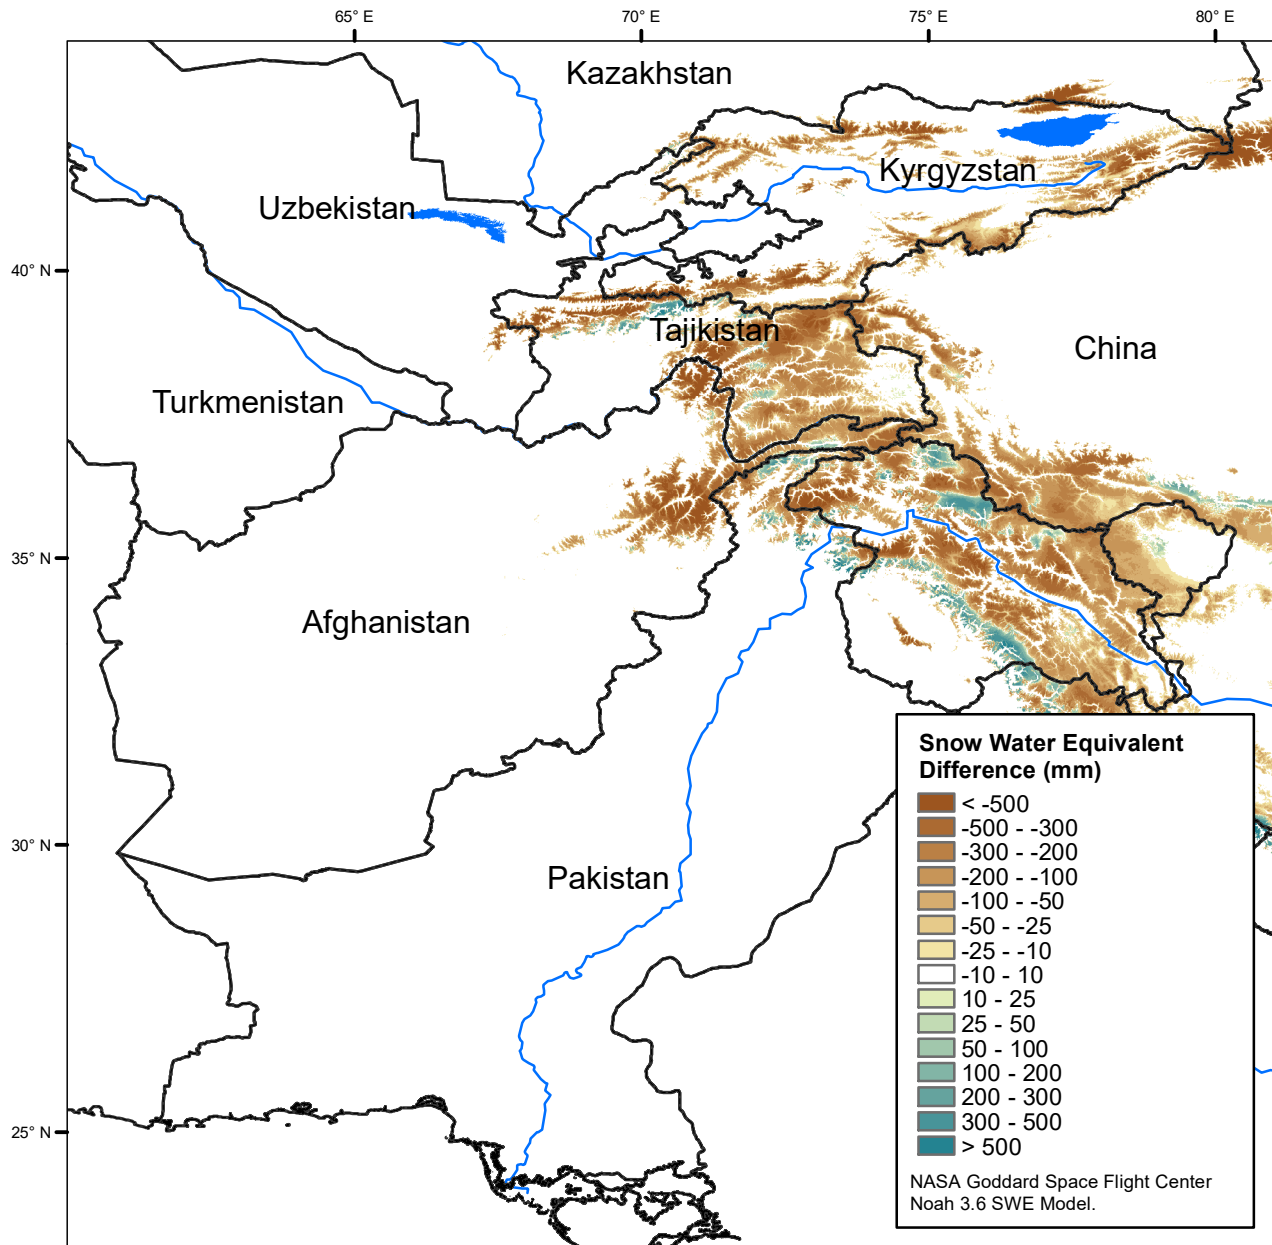 65° E
70° E
75° E
80° E
Kazakhstan
Kyrgyzstan
Uzbekistan
40° N
Tajikistan
China
Turkmenistan
35° N
Afghanistan
Snow Water Equivalent
Difference (mm)
< -500
-500 - -300
-300 - -200
-200 - -100
-100 - -50
-50 - -25
-25 - -10
-10 - 10
10 - 25
25 - 50
50 - 100
100 - 200
200 - 300
300 - 500
> 500
NASA Goddard Space Flight Center
Noah 3.6 SWE Model.
30° N
Pakistan
25° N